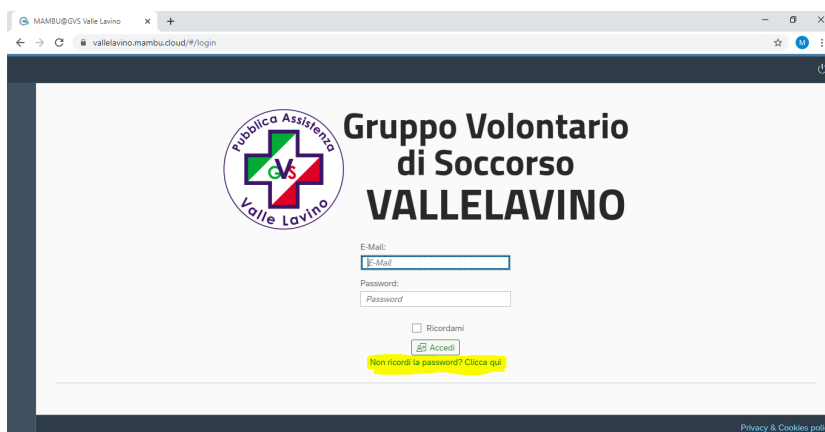 MAMBU@GVS Valle Lavino
vallelavino.mambu.cloud/#/login
M
Pubblica Assistenza
GVS
Valle Lavino
Gruppo Volontario
di Soccorso
VALLELAVINO
E-Mail:
E-Mail
Password:
Password
Ricordami
Accedi
Non ricordi la password? Clicca qui
Privacy & Cookies poli